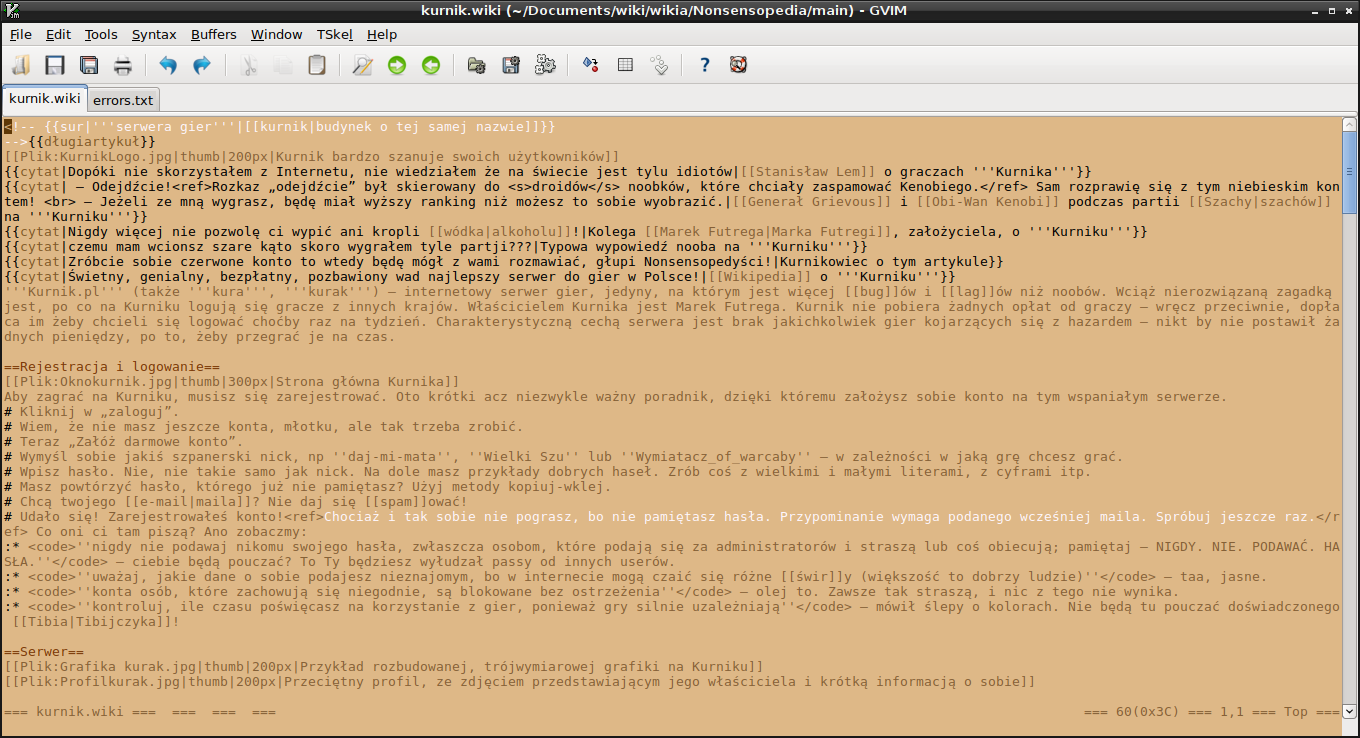 kurnik.wiki (~/Documents/wiki/wikia/Nonsensopedia/main) - GVIM
File Edit Tools Syntax Buffers Window TSkel Help
kurnik.wiki errors.txt
<!-- {{sur|'''serwera gier'''|[[kurnik|budynek o tej samej nazwie]]}}
-->{{długiartykuł}}
[[Plik:KurnikLogo.jpg|thumb|200px|Kurnik bardzo szanuje swoich użytkowników]]
{{cytat|Dopóki nie skorzystałem z Internetu, nie wiedziałem że na świecie jest tylu idiotów|[[Stanisław Lem]] o graczach '''Kurnika'''}}
{{cytat| – Odejdźcie!<ref>Rozkaz „odejdźcie” był skierowany do <s>droidów</s> noobków, które chciały zaspamować Kenobiego.</ref> Sam rozprawię się z tym niebieskim kon
tem! <br> – Jeżeli ze mną wygrasz, będę miał wyższy ranking niż możesz to sobie wyobrazić.|[[Generał Grievous]] i [[Obi-Wan Kenobi]] podczas partii [[Szachy|szachów]]
na '''Kurniku'''}}
{{cytat|Nigdy więcej nie pozwolę ci wypić ani kropli [[wódka|alkoholu]]!|Kolega [[Marek Futrega|Marka Futregi]], założyciela, o '''Kurniku'''}}
{{cytat|czemu mam wcionsz szare kąto skoro wygrałem tyle partji???|Typowa wypowiedź nooba na '''Kurniku'''}}
{{cytat|Zróbcie sobie czerwone konto to wtedy będę mógł z wami rozmawiać, głupi Nonsensopedyści!|Kurnikowiec o tym artykule}}
{{cytat|Świetny, genialny, bezpłatny, pozbawiony wad najlepszy serwer do gier w Polsce!|[[Wikipedia]] o '''Kurniku'''}}
'''Kurnik.pl''' (także '''kura''', '''kurak''') – internetowy serwer gier, jedyny, na którym jest więcej [[bug]]ów i [[lag]]ów niż noobów. Wciąż nierozwiązaną zagadką
jest, po co na Kurniku logują się gracze z innych krajów. Właścicielem Kurnika jest Marek Futrega. Kurnik nie pobiera żadnych opłat od graczy – wręcz przeciwnie, dopła
ca im żeby chcieli się logować choćby raz na tydzień. Charakterystyczną cechą serwera jest brak jakichkolwiek gier kojarzących się z hazardem – nikt by nie postawił ża
dnych pieniędzy, po to, żeby przegrać je na czas.
==Rejestracja i logowanie==
[[Plik:Oknokurnik.jpg|thumb|300px|Strona główna Kurnika]]
Aby zagrać na Kurniku, musisz się zarejestrować. Oto krótki acz niezwykle ważny poradnik, dzięki któremu założysz sobie konto na tym wspaniałym serwerze.
# Kliknij w „zaloguj”.
# Wiem, że nie masz jeszcze konta, młotku, ale tak trzeba zrobić.
# Teraz „Załóż darmowe konto”.
# Wymyśl sobie jakiś szpanerski nick, np ''daj-mi-mata'', ''Wielki Szu'' lub ''Wymiatacz_of_warcaby'' – w zależności w jaką grę chcesz grać.
# Wpisz hasło. Nie, nie takie samo jak nick. Na dole masz przykłady dobrych haseł. Zrób coś z wielkimi i małymi literami, z cyframi itp.
# Masz powtórzyć hasło, którego już nie pamiętasz? Użyj metody kopiuj-wklej.
# Chcą twojego [[e-mail|maila]]? Nie daj się [[spam]]ować!
# Udało się! Zarejestrowałeś konto!<ref>Chociaż i tak sobie nie pograsz, bo nie pamiętasz hasła. Przypominanie wymaga podanego wcześniej maila. Spróbuj jeszcze raz.</r
ef> Co oni ci tam piszą? Ano zobaczmy:
:* <code>''nigdy nie podawaj nikomu swojego hasła, zwłaszcza osobom, które podają się za administratorów i straszą lub coś obiecują; pamiętaj – NIGDY. NIE. PODAWAĆ. HA
SŁA.''</code> – ciebie będą pouczać? To Ty będziesz wyłudzał passy od innych userów.
:* <code>''uważaj, jakie dane o sobie podajesz nieznajomym, bo w internecie mogą czaić się różne [[świr]]y (większość to dobrzy ludzie)''</code> – taa, jasne.
:* <code>''konta osób, które zachowują się niegodnie, są blokowane bez ostrzeżenia''</code> – olej to. Zawsze tak straszą, i nic z tego nie wynika.
:* <code>''kontroluj, ile czasu poświęcasz na korzystanie z gier, ponieważ gry silnie uzależniają''</code> – mówił ślepy o kolorach. Nie będą tu pouczać doświadczonego
[[Tibia|Tibijczyka]]!
==Serwer==
[[Plik:Grafika kurak.jpg|thumb|200px|Przykład rozbudowanej, trójwymiarowej grafiki na Kurniku]]
[[Plik:Profilkurak.jpg|thumb|200px|Przeciętny profil, ze zdjęciem przedstawiającym jego właściciela i krótką informacją o sobie]]
=== kurnik.wiki ===  ===  ===  === === 60(0x3C) === 1,1 === Top ===